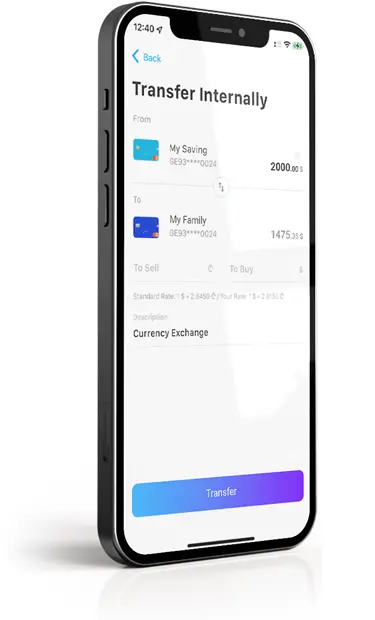 12:40
Back
Transfer Internally
From
My Saving
GE93****0024
2000.00 $
To
My Family
GE93****0024
1475.35 $
To Sell ₾ To Buy $
Standard Rate: 1 $ = 2.8450 ₾ / Your Rate: 1 $ = 2.8150 ₾
Description
Currency Exchange
Transfer